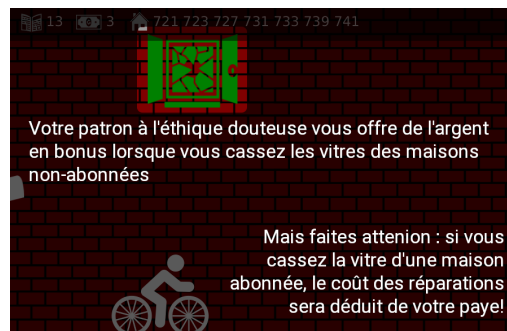 13 3 721 723 727 731 733 739 741
Votre patron à l'éthique douteuse vous offre de l'argent
en bonus lorsque vous cassez les vitres des maisons
non-abonnées
Mais faites attenion : si vous
cassez la vitre d'une maison
abonnée, le coût des réparations
sera déduit de votre paye!